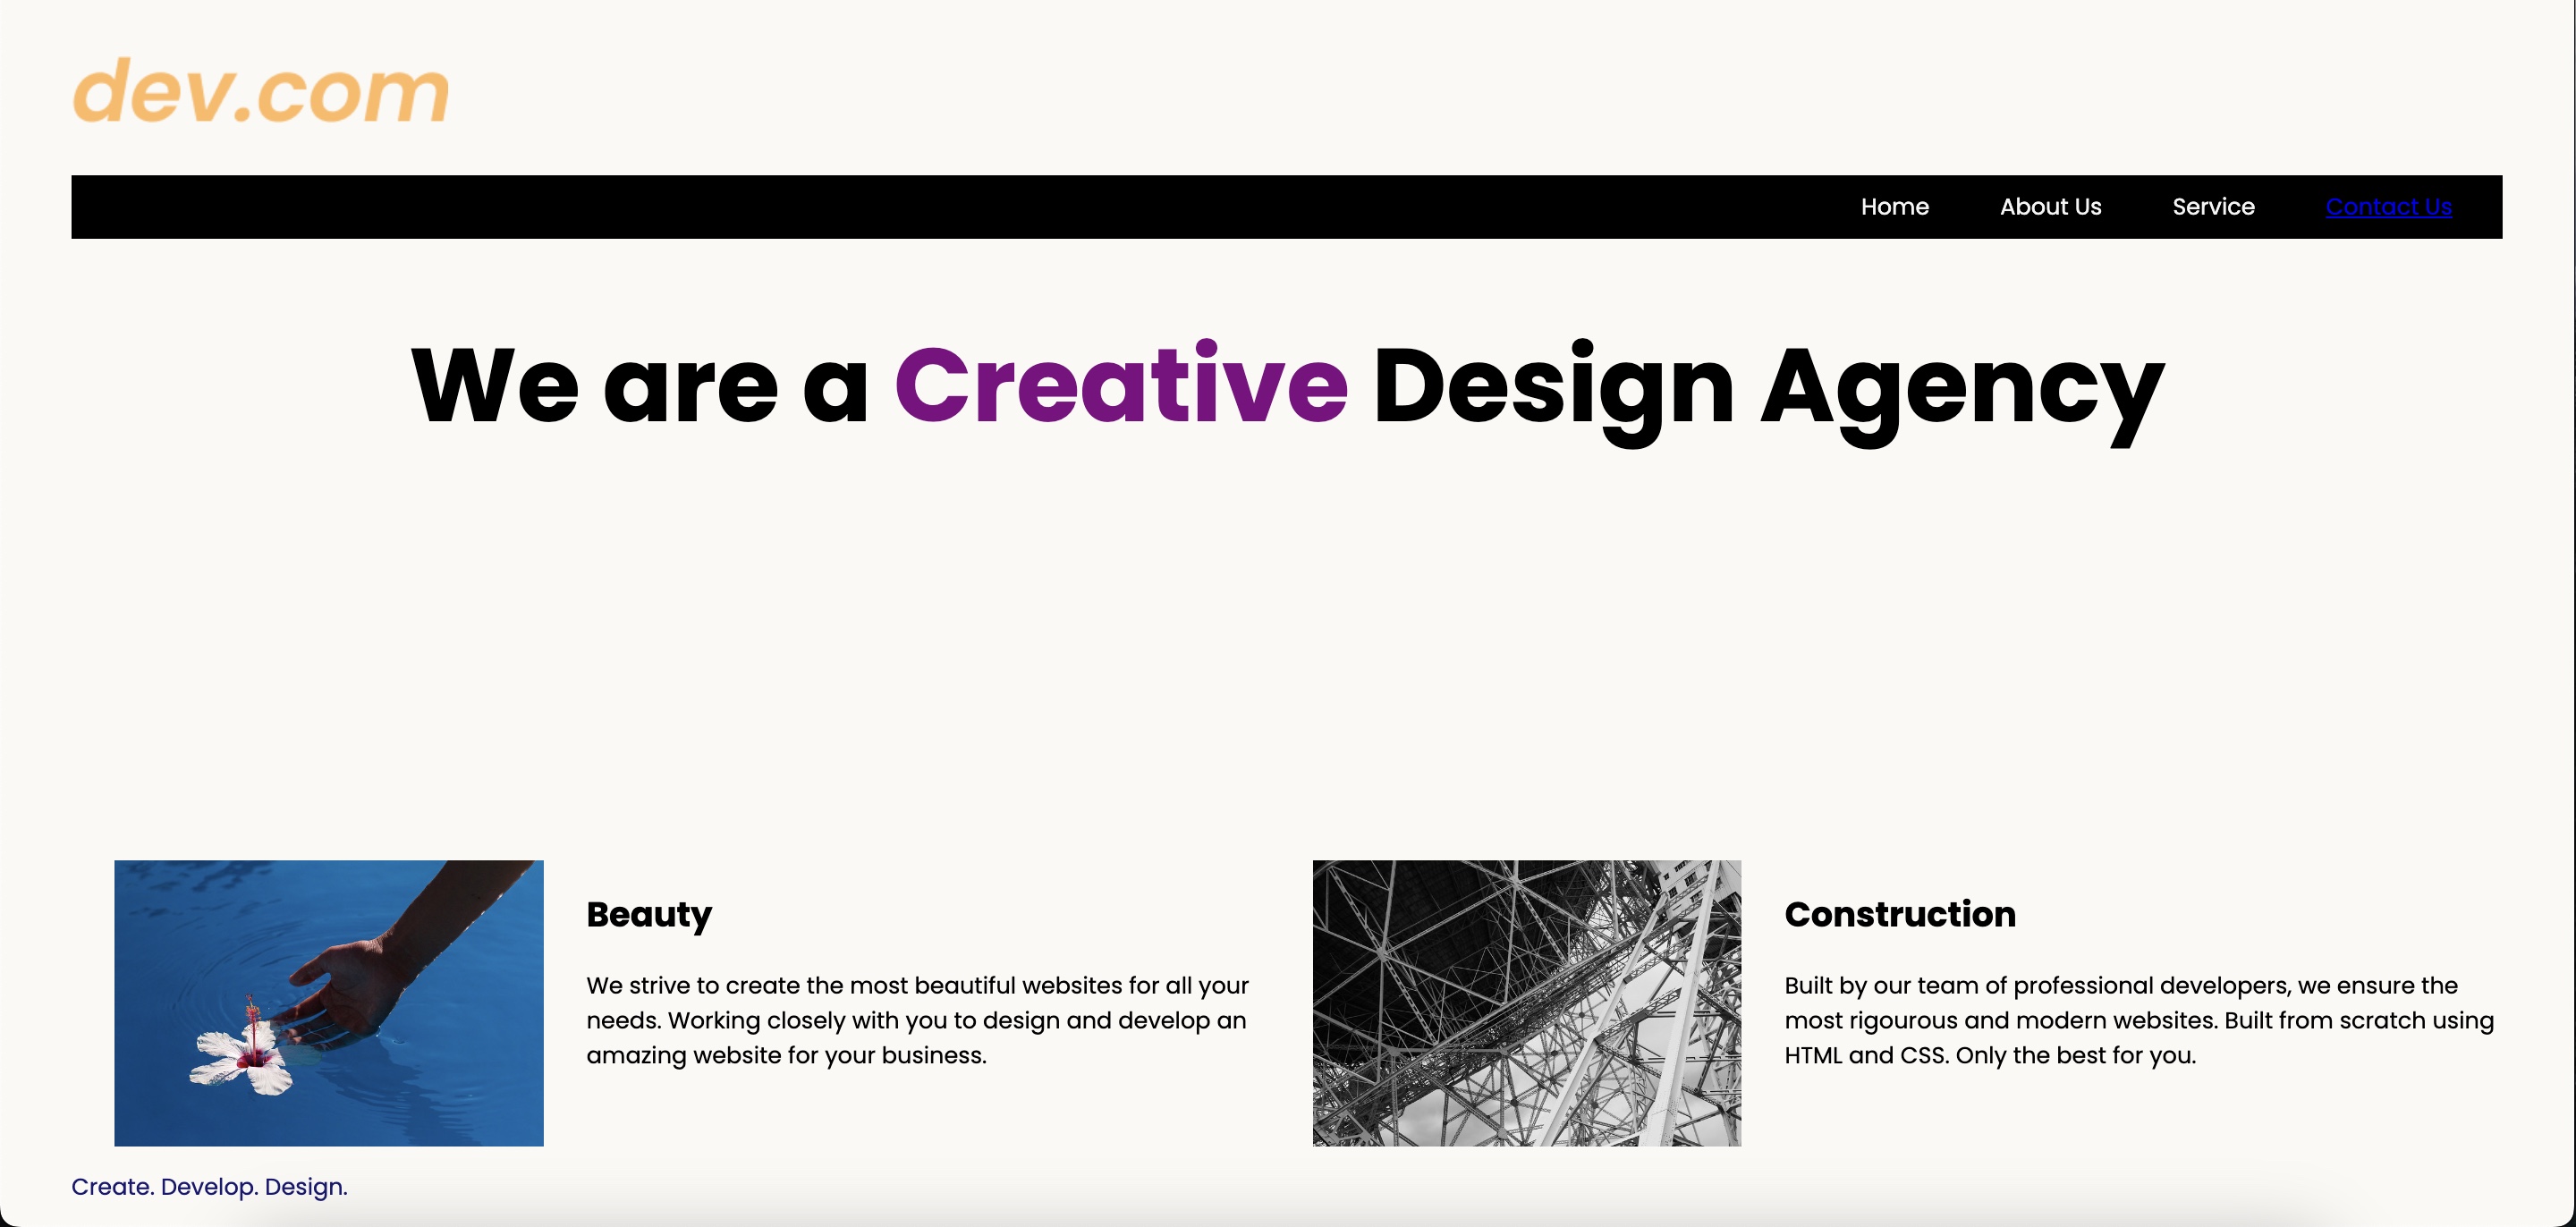 dev.com
Home About Us Service Contact Us
We are a Creative Design Agency
Beauty
We strive to create the most beautiful websites for all your
needs. Working closely with you to design and develop an
amazing website for your business.
Construction
Built by our team of professional developers, we ensure the
most rigourous and modern websites. Built from scratch using
HTML and CSS. Only the best for you.
Create. Develop. Design.